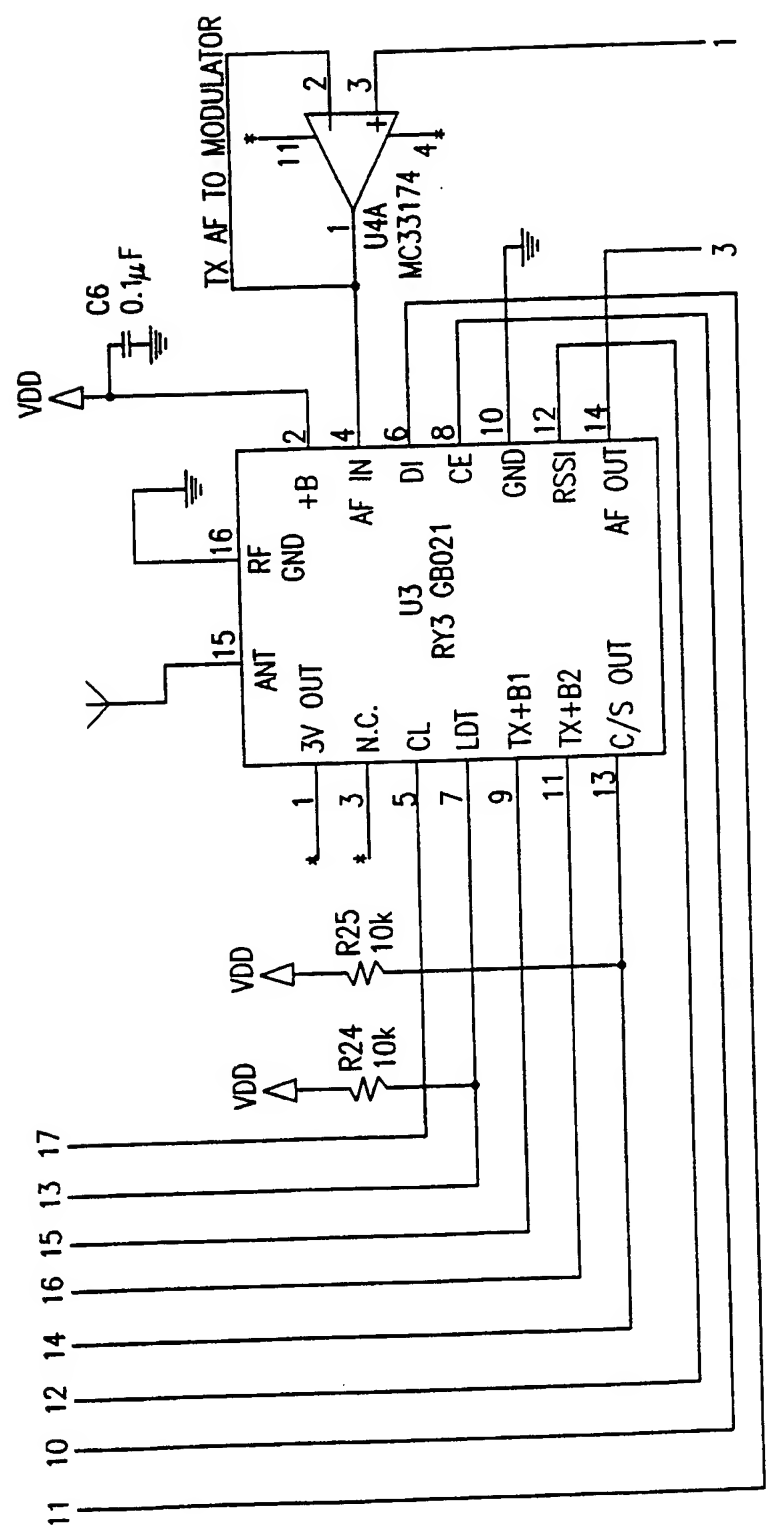 TX AF TO MODULATOR
1
2
3
11
4
1
U4A
MC33174
VDD
C6
0.1μF
3
2
4
6
8
10
12
14
+B
AF IN
DI
CE
GND
RSSI
AF OUT
16
RF
GND
U3
RY3 GB021
15
ANT
3V OUT
N.C.
CL
LDT
TX+B1
TX+B2
C/S OUT
1
3
5
7
9
11
13
*
*
*
*
VDD
R25
10k
VDD
R24
10k
17
13
15
16
14
12
10
11